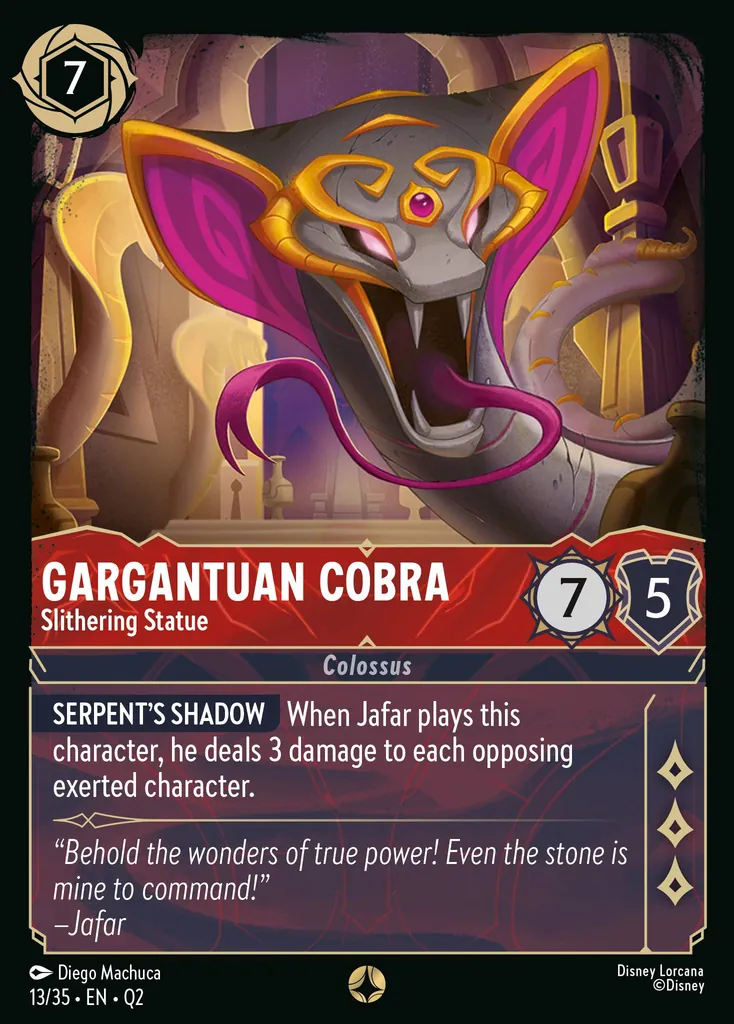 7
GARGANTUAN COBRA
Slithering Statue
7
5
Colossus
SERPENT'S SHADOW When Jafar plays this
character, he deals 3 damage to each opposing
exerted character.
“Behold the wonders of true power! Even the stone is
mine to command!”
–Jafar
Diego Machuca
13/35 • EN • Q2
Disney Lorcana
©Disney